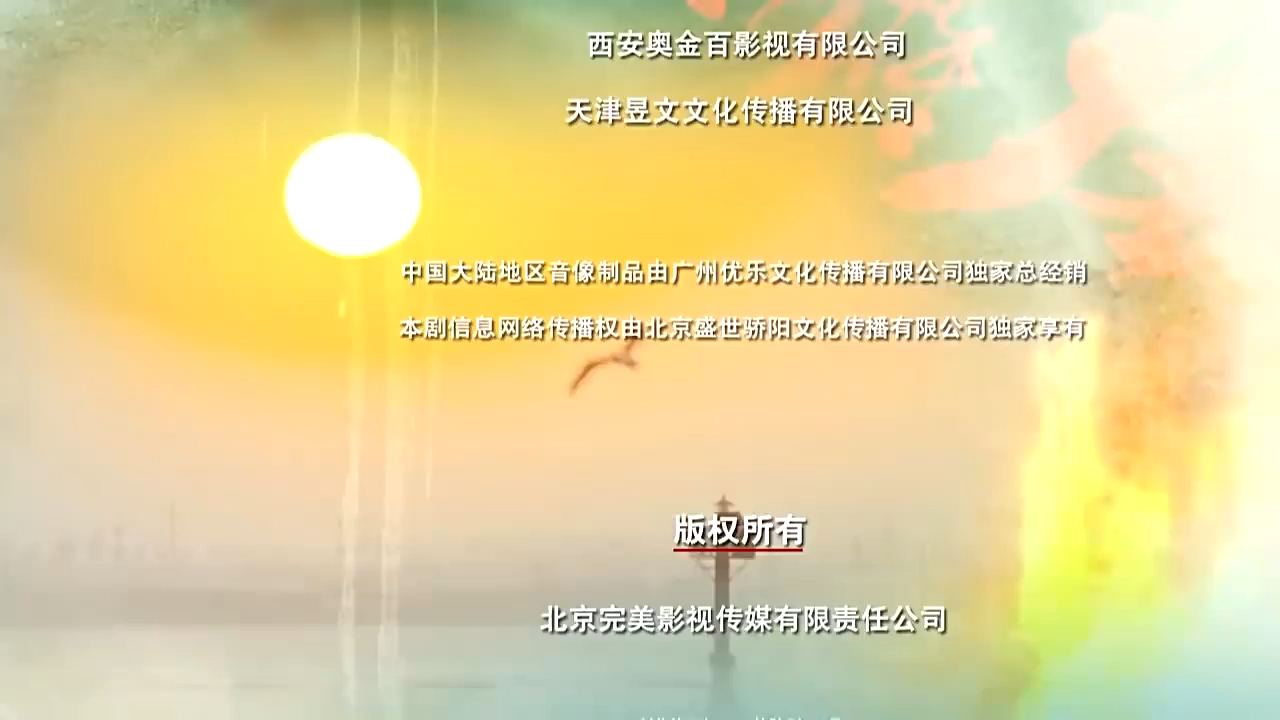 西安奥金百影视有限公司
天津昱文文化传播有限公司
中国大陆地区音像制品由广州优乐文化传播有限公司独家总经销
本剧信息网络传播权由北京盛世骄阳文化传播有限公司独家享有
版权所有
北京完美影视传媒有限责任公司